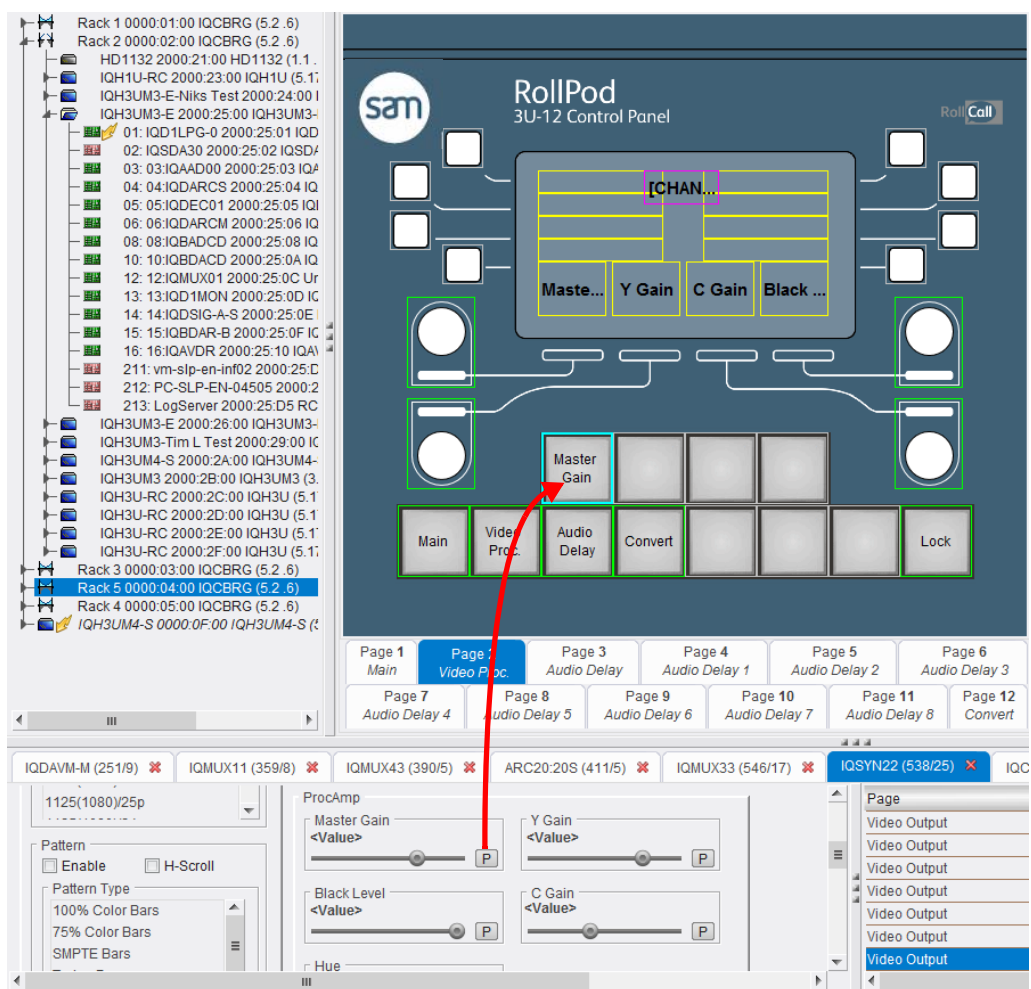 Rack 1 0000:01:00 IQCBRG (5.2 .6)
Rack 2 0000:02:00 IQCBRG (5.2 .6)
HD1132 2000:21:00 HD1132 (1.1 .
IQH1U-RC 2000:23:00 IQH1U (5.17
IQH3UM3-E-Niks Test 2000:24:00 I
IQH3UM3-E 2000:25:00 IQH3UM3-
01: IQD1LPG-0 2000:25:01 IQD
02: IQSDA30 2000:25:02 IQSDA
03: 03:IQAAD00 2000:25:03 IQA
04: 04:IQDARCS 2000:25:04 IQ
05: 05:IQDEC01 2000:25:05 IQI
06: 06:IQDARCM 2000:25:06 IQ
08: 08:IQBADCD 2000:25:08 IQ
10: 10:IQBDACD 2000:25:0A IQ
12: 12:IQMUX01 2000:25:0C Ur
13: 13:IQD1MON 2000:25:0D IQ
14: 14:IQDSIG-A-S 2000:25:0E
15: 15:IQBDAR-B 2000:25:0F IQ
16: 16:IQAVDR 2000:25:10 IQA
211: vm-slp-en-inf02 2000:25:D
212: PC-SLP-EN-04505 2000:2
213: LogServer 2000:25:D5 RC
IQH3UM3-E 2000:26:00 IQH3UM3-
IQH3UM3-Tim L Test 2000:29:00 IQ
IQH3UM4-S 2000:2A:00 IQH3UM4-
IQH3UM3 2000:2B:00 IQH3UM3 (3.
IQH3U-RC 2000:2C:00 IQH3U (5.1
IQH3U-RC 2000:2D:00 IQH3U (5.1
IQH3U-RC 2000:2E:00 IQH3U (5.17
IQH3U-RC 2000:2F:00 IQH3U (5.17
Rack 3 0000:03:00 IQCBRG (5.2 .6)
Rack 5 0000:04:00 IQCBRG (5.2 .6)
Rack 4 0000:05:00 IQCBRG (5.2 .6)
IQH3UM4-S 0000:0F:00 IQH3UM4-S (5
sam
RollPod
3U-12 Control Panel
RollCall
[CHAN...
Maste... Y Gain C Gain Black ...
Master
Gain
Main
Video
Proc.
Audio
Delay
Convert
Lock
Page 1
Main
Page 2
Video Proc.
Page 3
Audio Delay
Page 4
Audio Delay 1
Page 5
Audio Delay 2
Page 6
Audio Delay 3
Page 7
Audio Delay 4
Page 8
Audio Delay 5
Page 9
Audio Delay 6
Page 10
Audio Delay 7
Page 11
Audio Delay 8
Page 12
Convert
IQDAVM-M (251/9) IQMUX11 (359/8) IQMUX43 (390/5) ARC20:20S (411/5) IQMUX33 (546/17) IQSYN22 (538/25) IQC
1125(1080)/25p
Pattern
Enable H-Scroll
Pattern Type
100% Color Bars
75% Color Bars
SMPTE Bars
ProcAmp
Master Gain
<Value>
P
Y Gain
<Value>
P
Black Level
<Value>
P
C Gain
<Value>
P
Hue
Page
Video Output
Video Output
Video Output
Video Output
Video Output
Video Output
Video Output